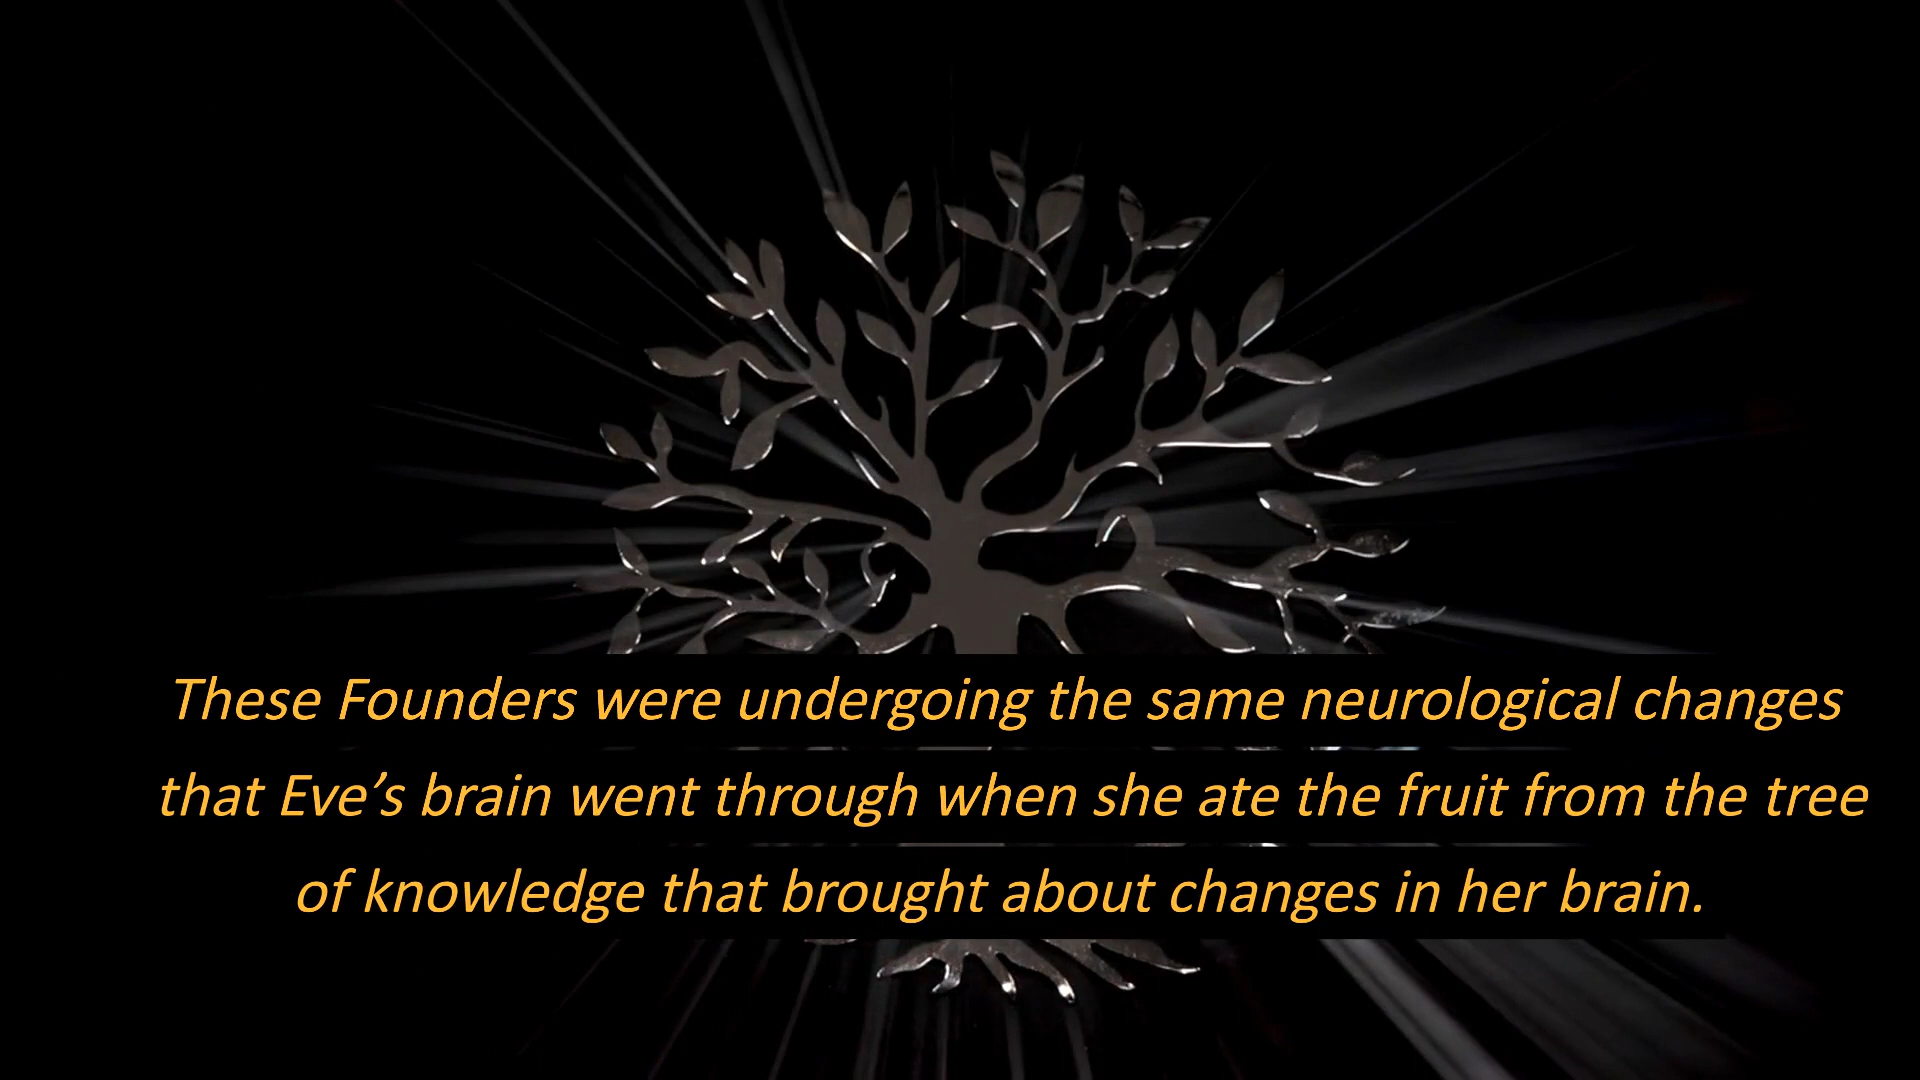 These Founders were undergoing the same neurological changes
that Eve’s brain went through when she ate the fruit from the tree
of knowledge that brought about changes in her brain.